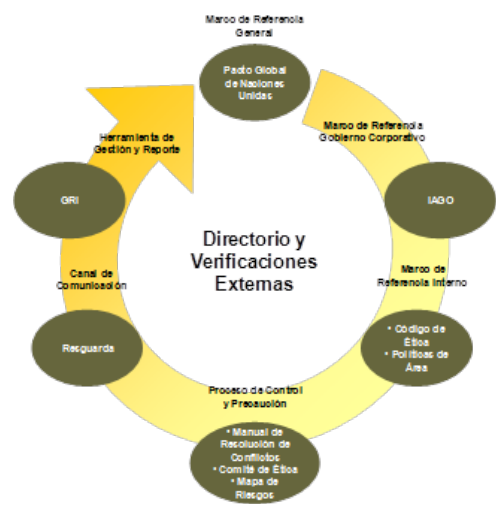 Marco de Referencia
General
Pacto Global
de Naciones
Unidas
Marco de Referencia
Gobierno Corporativo
IAGO
Marco de
Referencia Interno
• Código de
Ética
• Políticas de
Área
Proceso de Control
y Precaución
• Manual de
Resolución de
Conflictos
• Comité de Ética
• Mapa de
Riesgos
Resguarda
Canal de
Comunicación
GRI
Herramienta de
Gestión y Reporte
Directorio y
Verificaciones
Externas